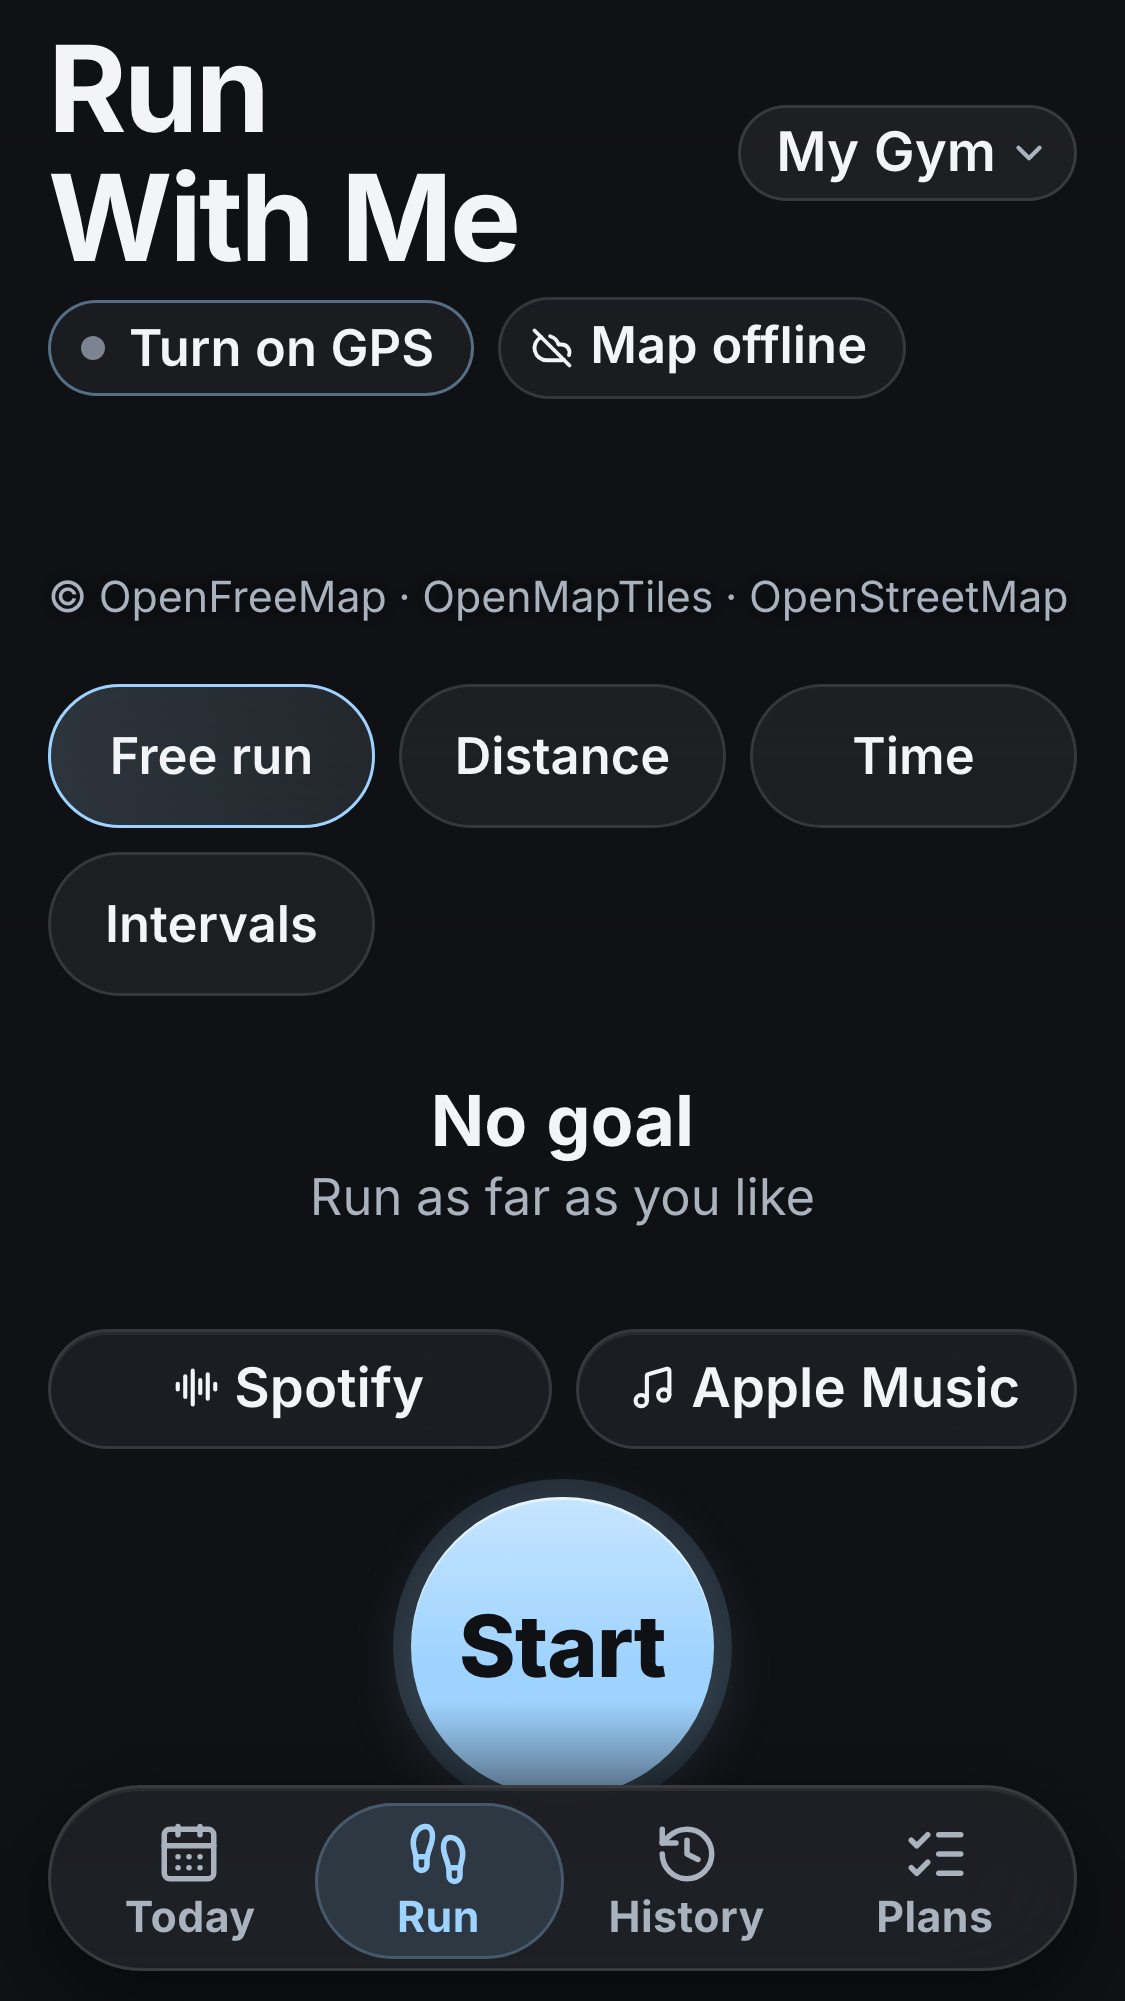 Run
With Me
My Gym
Turn on GPS
Map offline
© OpenFreeMap · OpenMapTiles · OpenStreetMap
Free run
Distance
Time
Intervals
No goal
Run as far as you like
Spotify
Apple Music
Start
Today
Run
History
Plans